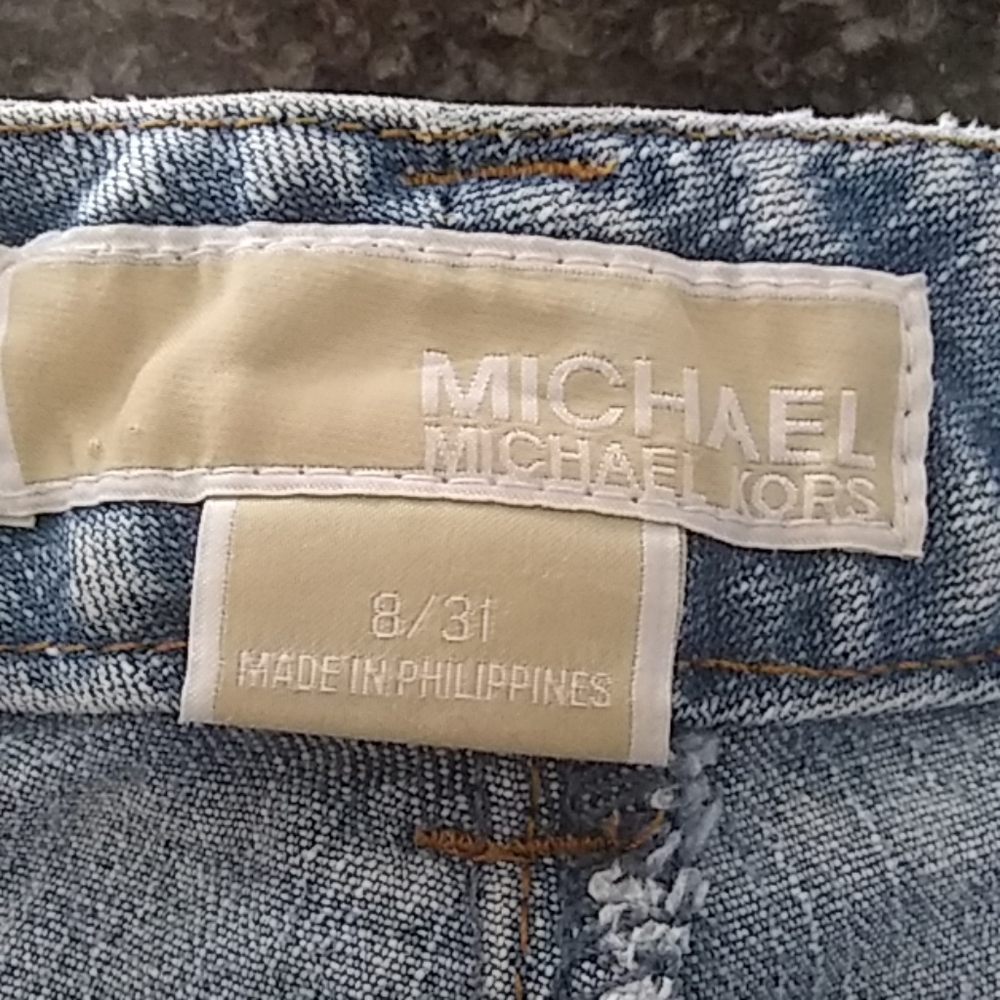 MICHAEL
MICHAEL KORS
8/31
MADE IN PHILIPPINES